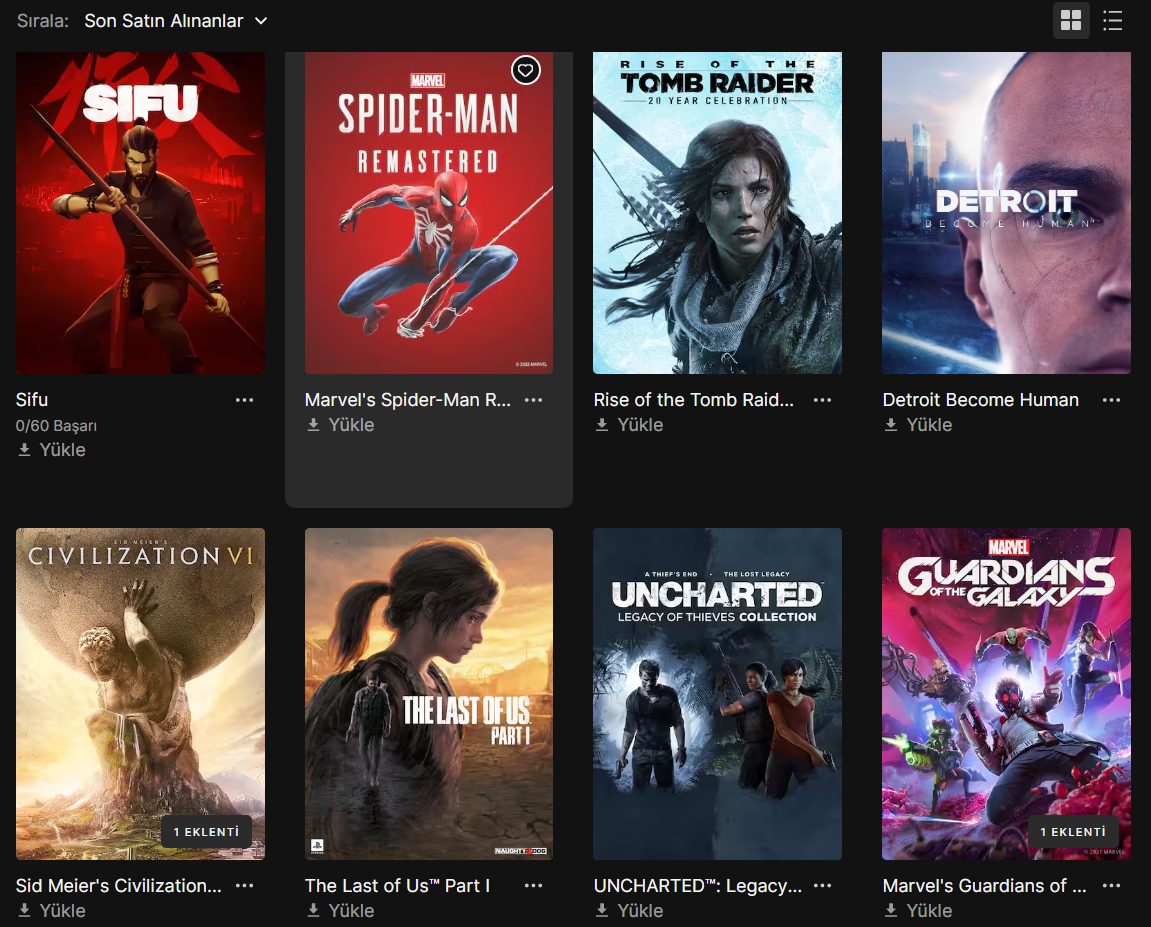 Sırala: Son Satın Alınanlar
SIFU
MARVEL
SPIDER-MAN
REMASTERED
© 2022 MARVEL
RISE OF THE
TOMB RAIDER
20 YEAR CELEBRATION
DETROIT
BECOME HUMAN
Sifu ...
0/60 Başarı
Yükle
Marvel's Spider-Man R... ...
Yükle
Rise of the Tomb Raid... ...
Yükle
Detroit Become Human ...
Yükle
SID MEIER'S
CIVILIZATION VI
1 EKLENTİ
THE LAST OF US
PART I
NAUGHTY DOG
A THIEF'S END · THE LOST LEGACY
UNCHARTED
LEGACY OF THIEVES COLLECTION
MARVEL
GUARDIANS
OF THE GALAXY
1 EKLENTİ
© 2021 MARVEL
Sid Meier's Civilization... ...
Yükle
The Last of Us™ Part I ...
Yükle
UNCHARTED™: Legacy... ...
Yükle
Marvel's Guardians of ... ...
Yükle